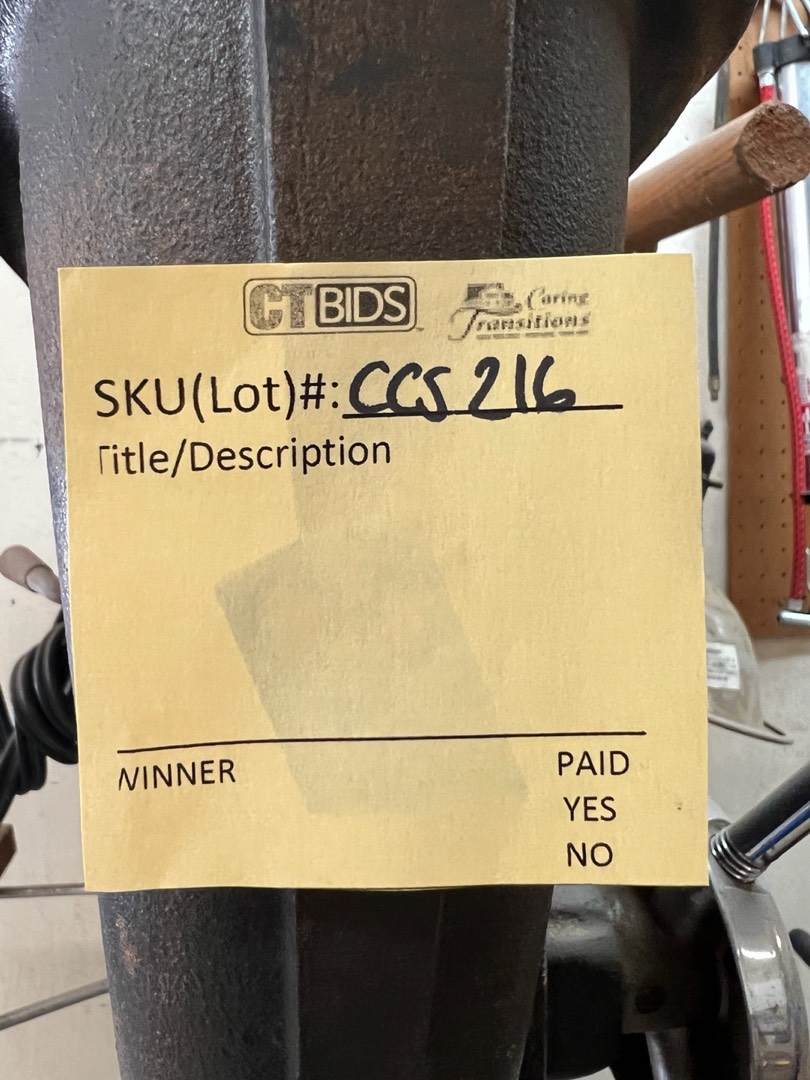 CTBIDS Caring Transitions
SKU(Lot)#: CCS 216
Title/Description
WINNER PAID
YES
NO